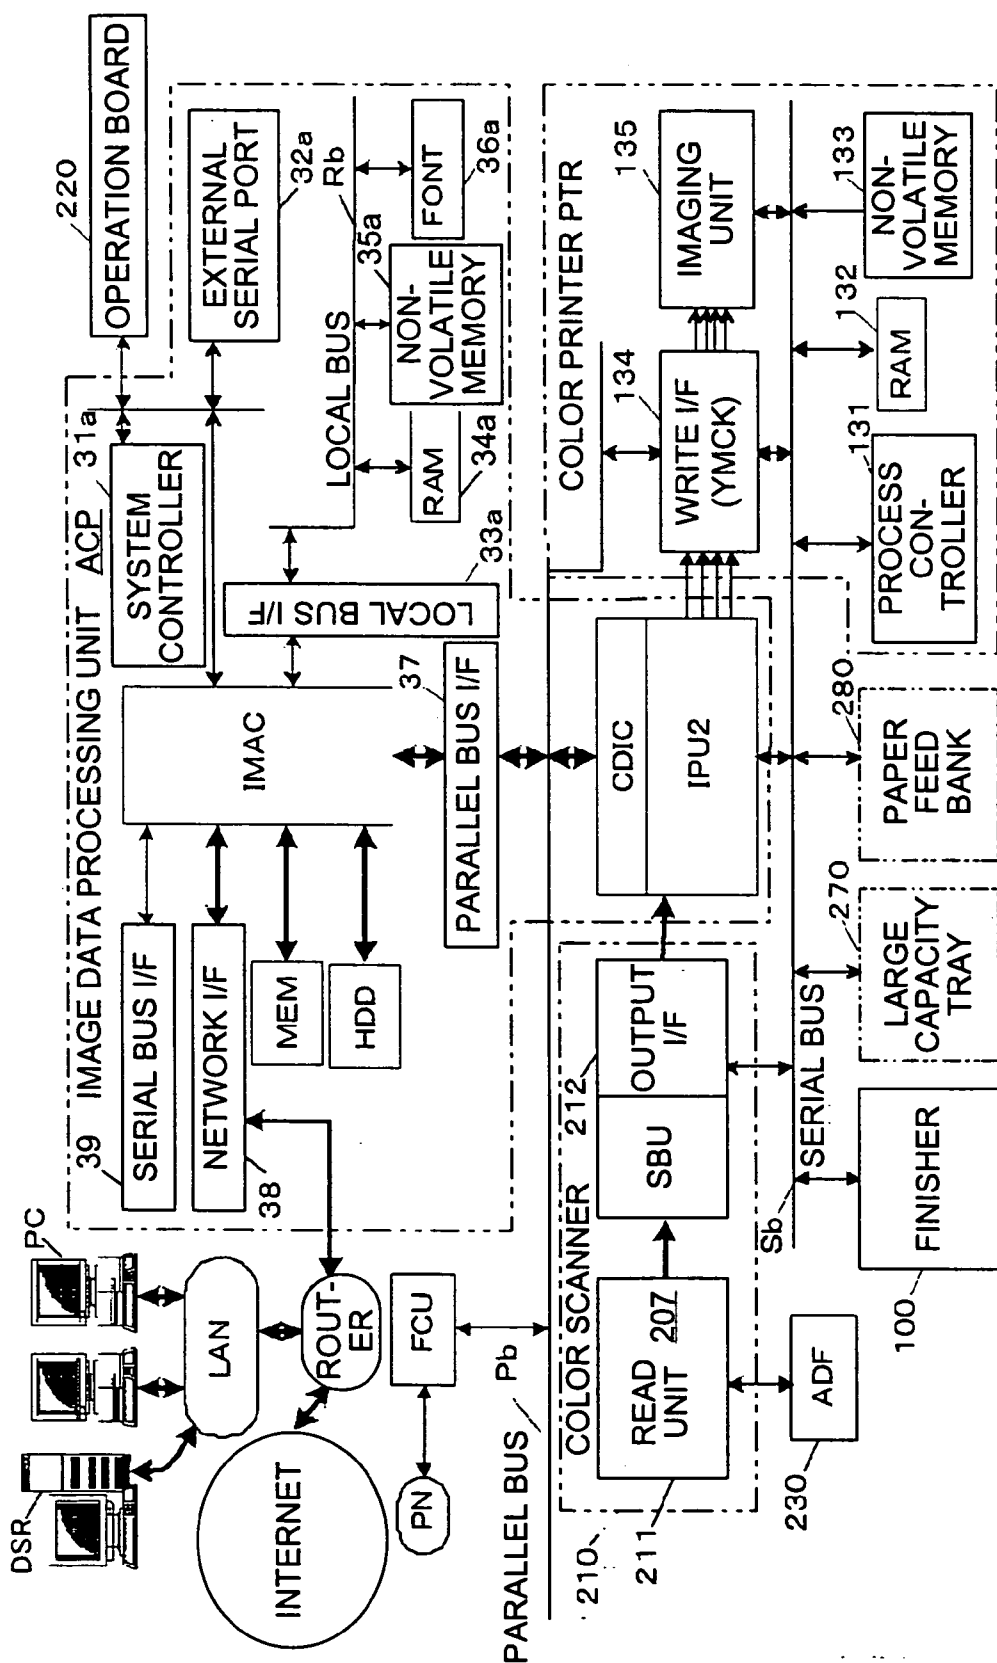 DSR
PC
LAN
INTERNET
ROUT-
ER
PN
FCU
220
OPERATION BOARD
IMAGE DATA PROCESSING UNIT ACP
39
SERIAL BUS I/F
NETWORK I/F
38
MEM
HDD
IMAC
31a
SYSTEM
CONTROLLER
EXTERNAL
SERIAL PORT
32a
LOCAL BUS I/F
33a
LOCAL BUS
Rb
RAM
34a
35a
NON-
VOLATILE
MEMORY
FONT
36a
37
PARALLEL BUS I/F
PARALLEL BUS
Pb
COLOR SCANNER
210
211
READ
UNIT
207
212
SBU
OUTPUT
I/F
CDIC
IPU2
COLOR PRINTER PTR
134
WRITE I/F
(YMCK)
135
IMAGING
UNIT
Sb
SERIAL BUS
230
ADF
100
FINISHER
270
LARGE
CAPACITY
TRAY
280
PAPER
FEED
BANK
131
PROCESS
CON-
TROLLER
132
RAM
133
NON-
VOLATILE
MEMORY